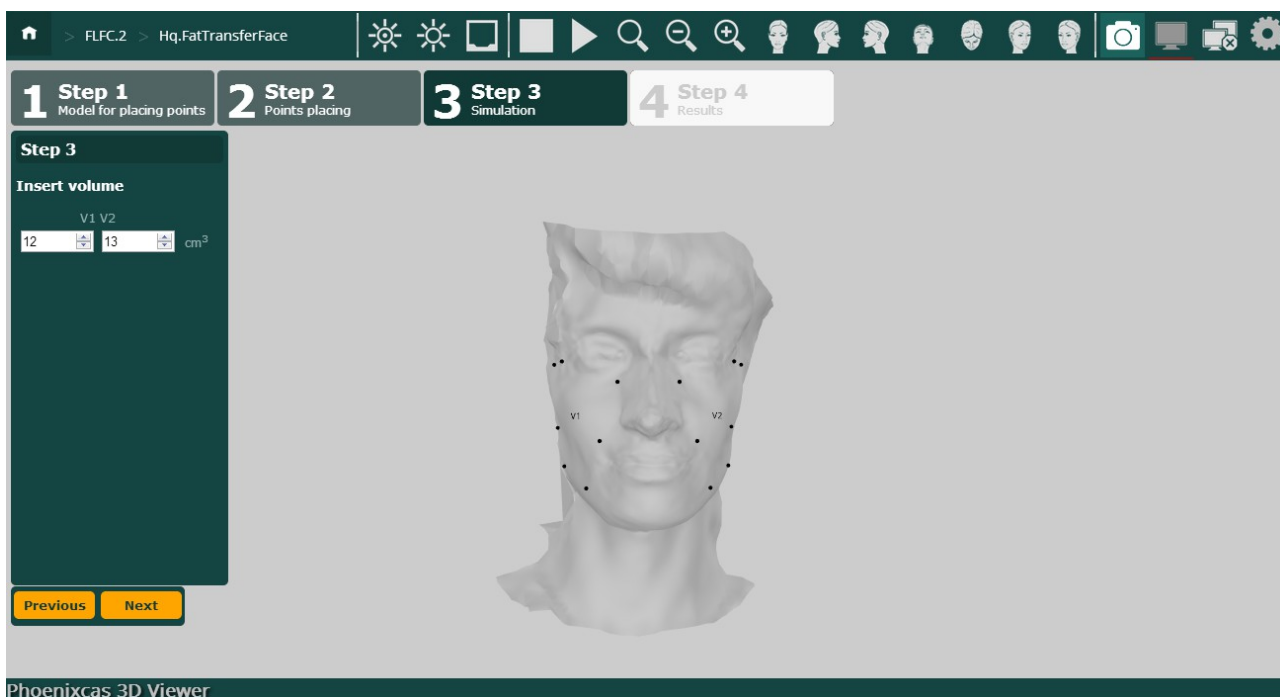 > FLFC.2 > Hq.FatTransferFace
1 Step 1
Model for placing points
2 Step 2
Points placing
3 Step 3
Simulation
4 Step 4
Results
Step 3
Insert volume
V1 V2
12 13 cm³
V1 V2
Previous Next
Phoenixcas 3D Viewer